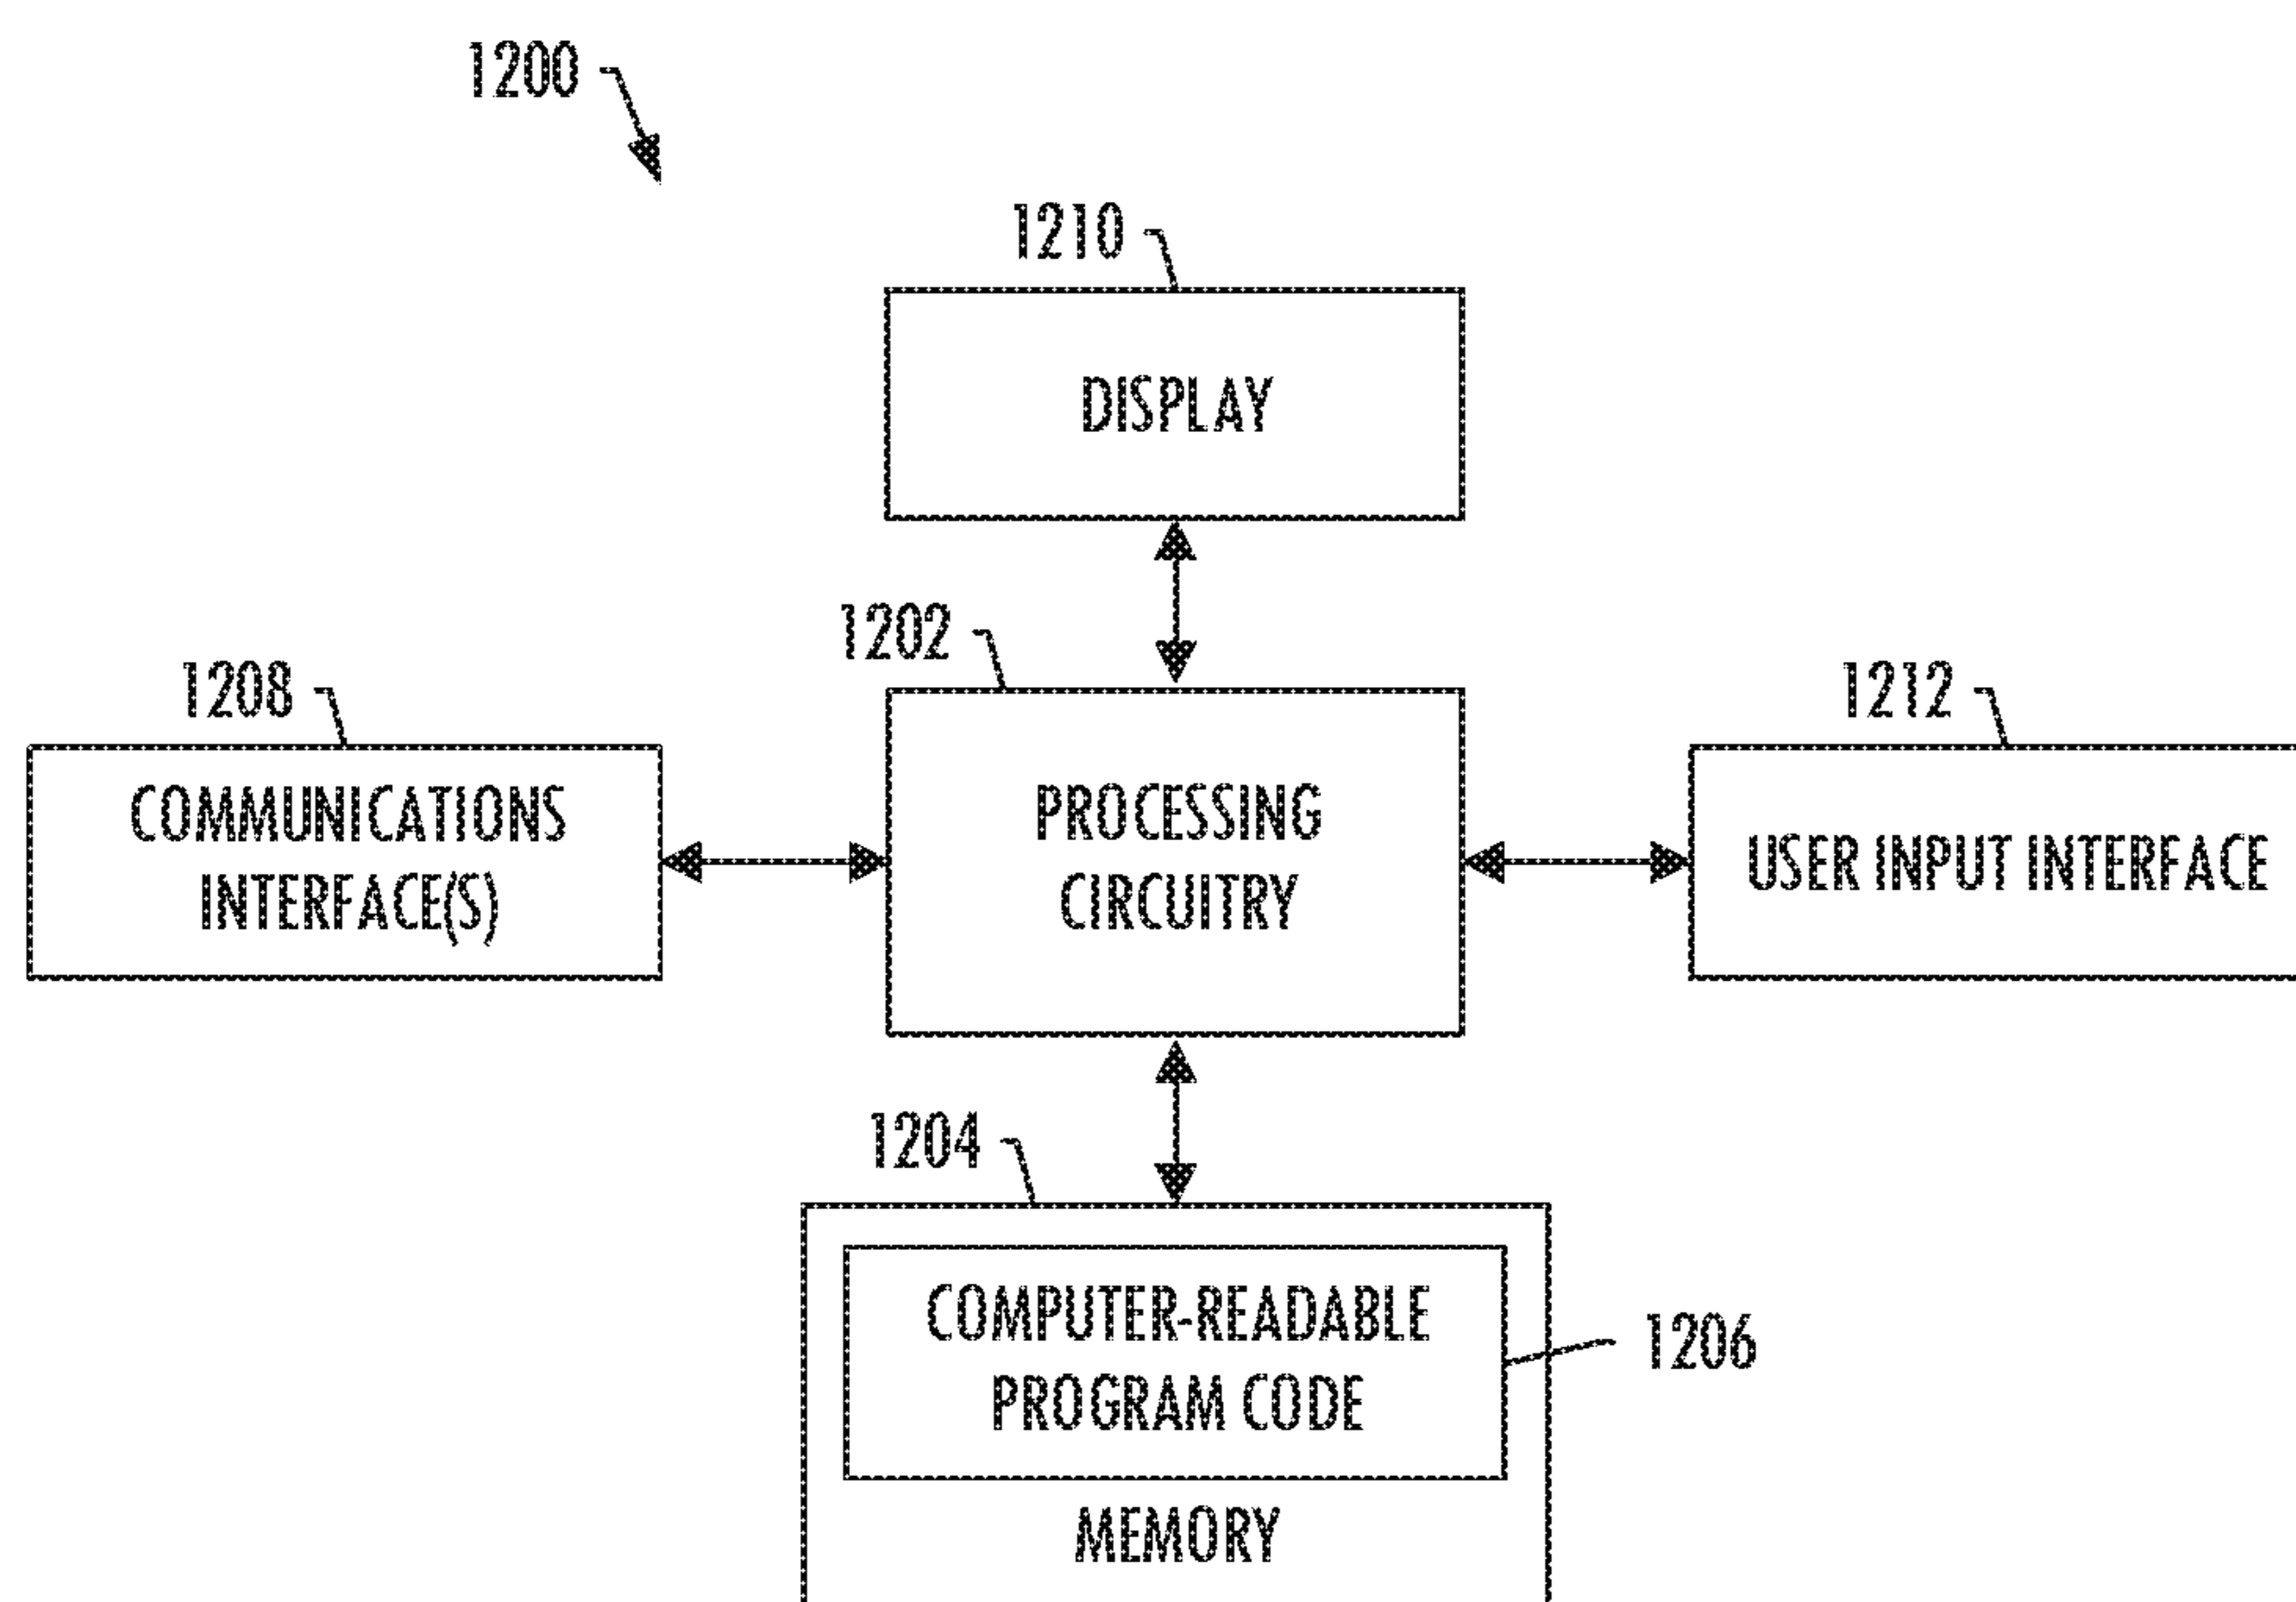 1200
1210
DISPLAY
1202
1208
1212
COMMUNICATIONS
INTERFACE(S)
PROCESSING
CIRCUITRY
USER INPUT INTERFACE
1204
COMPUTER-READABLE
PROGRAM CODE
1206
MEMORY